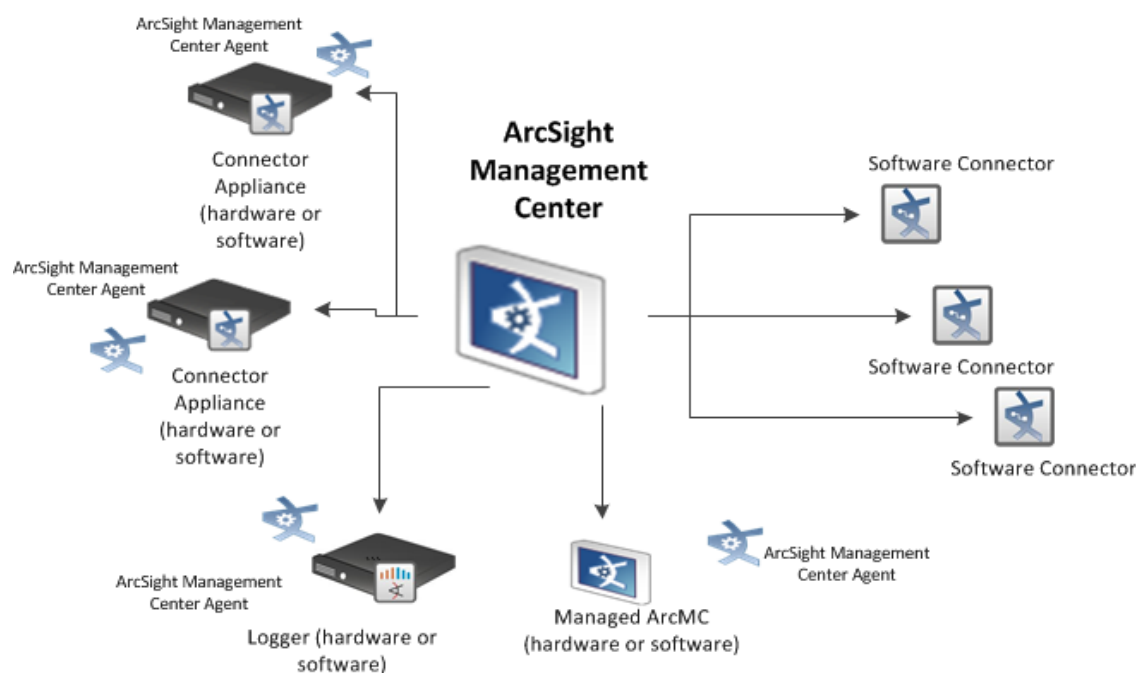 ArcSight Management
Center Agent
Connector
Appliance
(hardware or
software)
ArcSight
Management
Center
Software Connector
ArcSight Management
Center Agent
Connector
Appliance
(hardware or
software)
Software Connector
Software Connector
ArcSight Management
Center Agent
Logger (hardware or
software)
Managed ArcMC
(hardware or software)
ArcSight Management
Center Agent